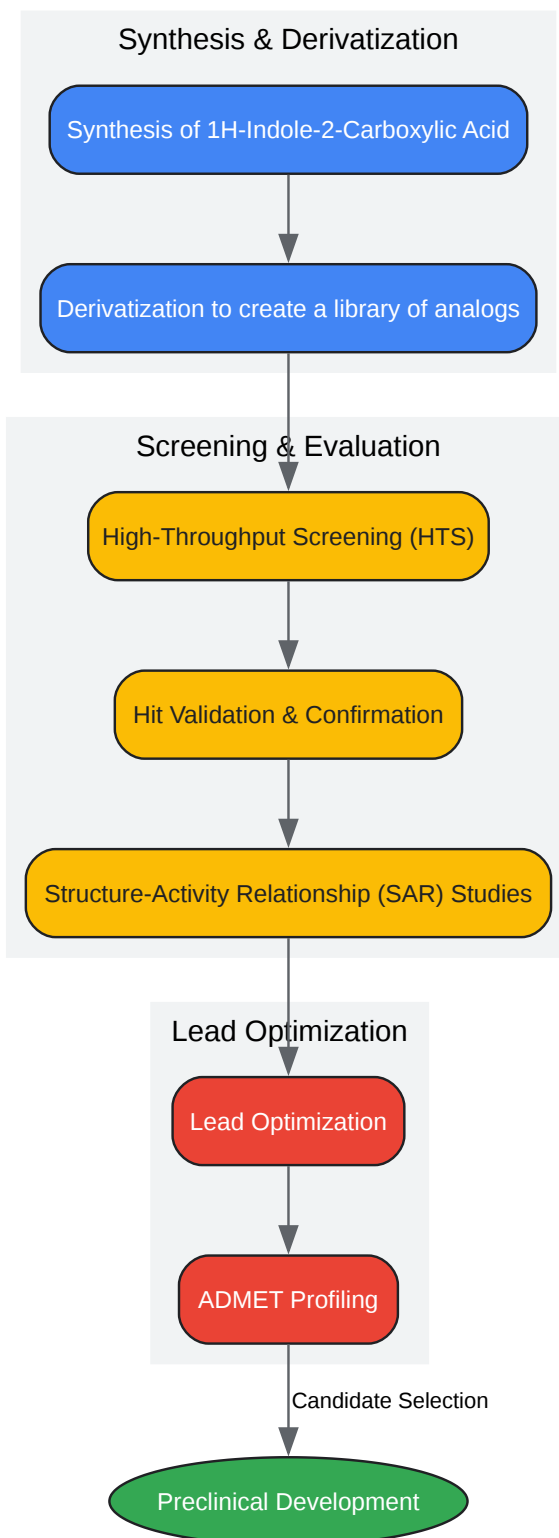 Synthesis & Derivatization
Synthesis of 1H-Indole-2-Carboxylic Acid
Derivatization to create a library of analogs
Screening & Evaluation
High-Throughput Screening (HTS)
Hit Validation & Confirmation
Structure-Activity Relationship (SAR) Studies
Lead Optimization
Lead Optimization
ADMET Profiling
Candidate Selection
Preclinical Development